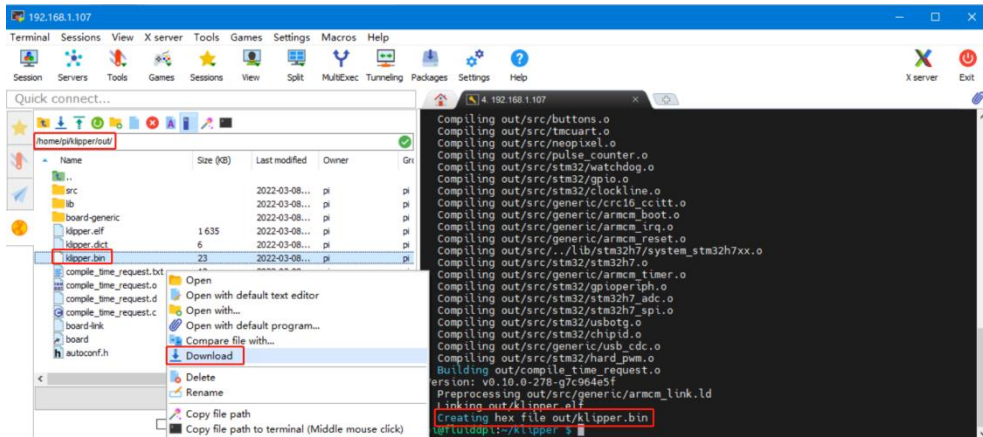 192.168.1.107
Terminal Sessions View X server Tools Games Settings Macros Help
Session Servers Tools Games Sessions View Split MultiExec Tunneling Packages Settings Help X server Exit
Quick connect...
4. 192.168.1.107
/home/pi/klipper/out/
Name Size (KB) Last modified Owner
..
src 2022-03-08... pi pi
lib 2022-03-08... pi pi
board-generic 2022-03-08... pi pi
klipper.elf 1 635 2022-03-08... pi pi
klipper.dict 6 2022-03-08... pi pi
klipper.bin 23 2022-03-08... pi pi
compile_time_request.txt
compile_time_request.o
compile_time_request.d
compile_time_request.c
board-link
board
autoconf.h
Open
Open with default text editor
Open with...
Open with default program...
Compare file with...
Download
Delete
Rename
Copy file path
Copy file path to terminal (Middle mouse click)
Compiling out/src/buttons.o
Compiling out/src/tmcuart.o
Compiling out/src/neopixel.o
Compiling out/src/pulse_counter.o
Compiling out/src/stm32/watchdog.o
Compiling out/src/stm32/gpio.o
Compiling out/src/stm32/clockline.o
Compiling out/src/generic/crc16_ccitt.o
Compiling out/src/generic/armcm_boot.o
Compiling out/src/generic/armcm_irq.o
Compiling out/src/generic/armcm_reset.o
Compiling out/src/../lib/stm32h7/system_stm32h7xx.o
Compiling out/src/stm32/stm32h7.o
Compiling out/src/generic/armcm_timer.o
Compiling out/src/stm32/gpioperiph.o
Compiling out/src/stm32/stm32h7_adc.o
Compiling out/src/stm32/stm32h7_spi.o
Compiling out/src/stm32/usbotg.o
Compiling out/src/stm32/chipid.o
Compiling out/src/generic/usb_cdc.o
Compiling out/src/stm32/hard_pwm.o
Building out/compile_time_request.o
ersion: v0.10.0-278-g7c964e5f
Preprocessing out/src/generic/armcm_link.ld
Linking out/klipper.elf
Creating hex file out/klipper.bin
i@fluiddpi:~/klipper $